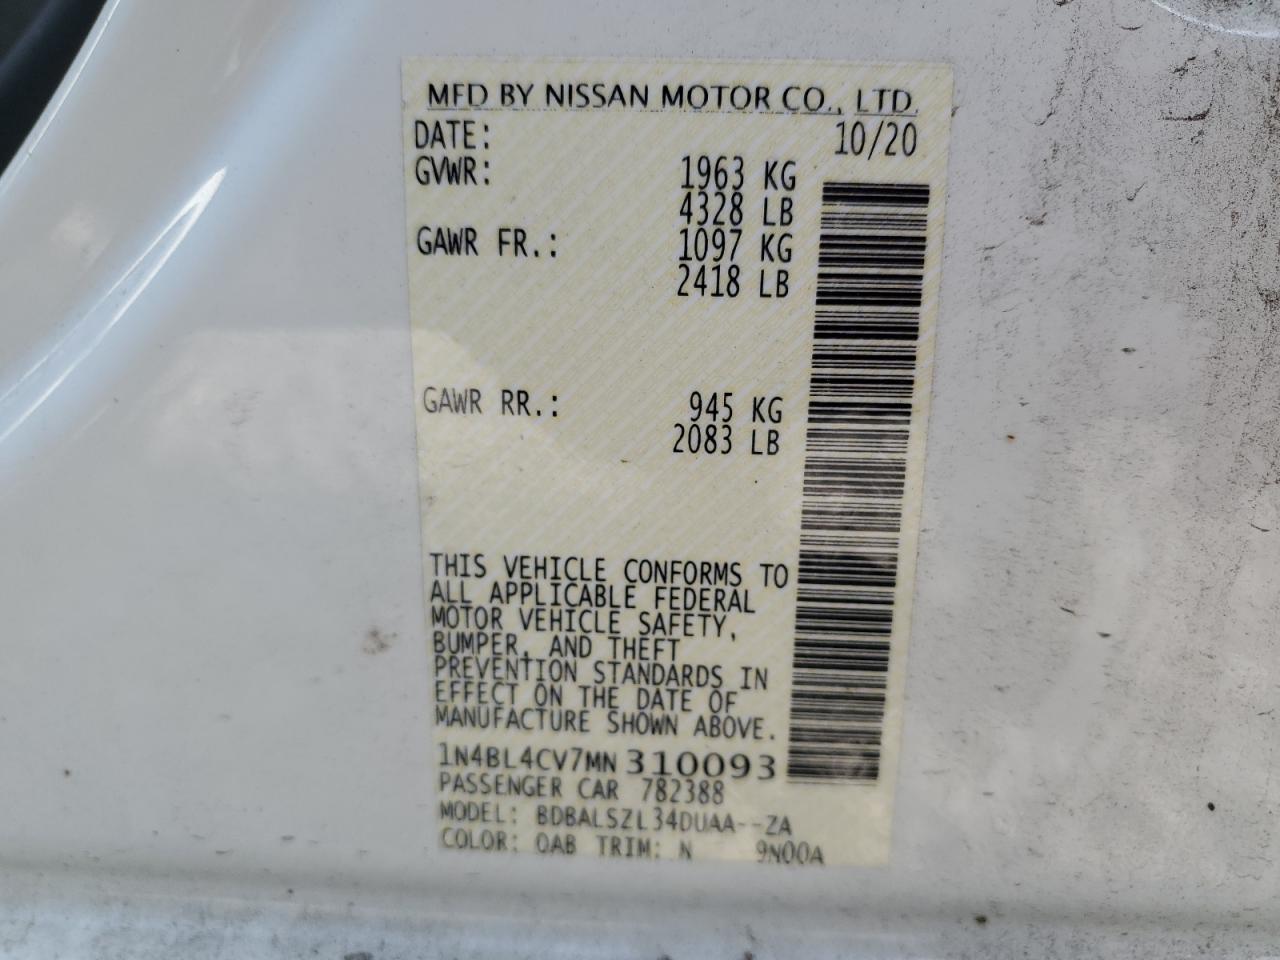 MFD BY NISSAN MOTOR CO., LTD.
DATE: 10/20
GVWR: 1963 KG
4328 LB
GAWR FR.: 1097 KG
2418 LB
GAWR RR.: 945 KG
2083 LB
THIS VEHICLE CONFORMS TO
ALL APPLICABLE FEDERAL
MOTOR VEHICLE SAFETY,
BUMPER, AND THEFT
PREVENTION STANDARDS IN
EFFECT ON THE DATE OF
MANUFACTURE SHOWN ABOVE.
1N4BL4CV7MN310093
PASSENGER CAR 782388
MODEL: BDBALSZL34DUAA--ZA
COLOR: QAB TRIM: N 9N00A